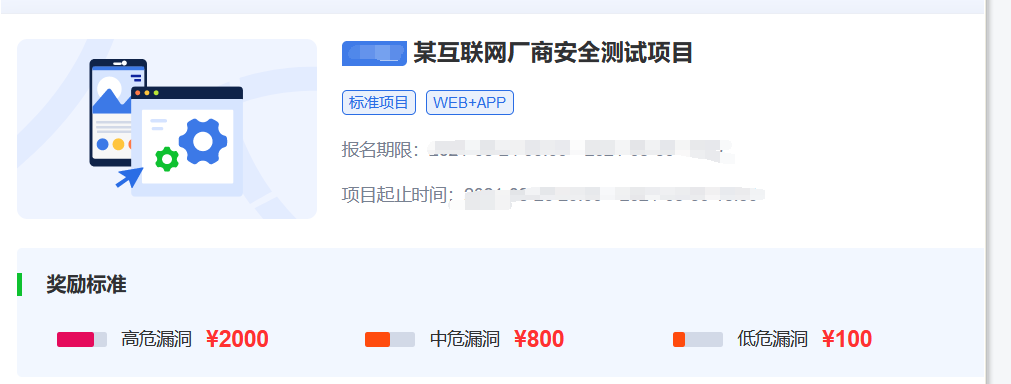 某互联网厂商安全测试项目
标准项目 WEB+APP
报名期限：
项目起止时间：
奖励标准
高危漏洞 ¥2000 中危漏洞 ¥800 低危漏洞 ¥100